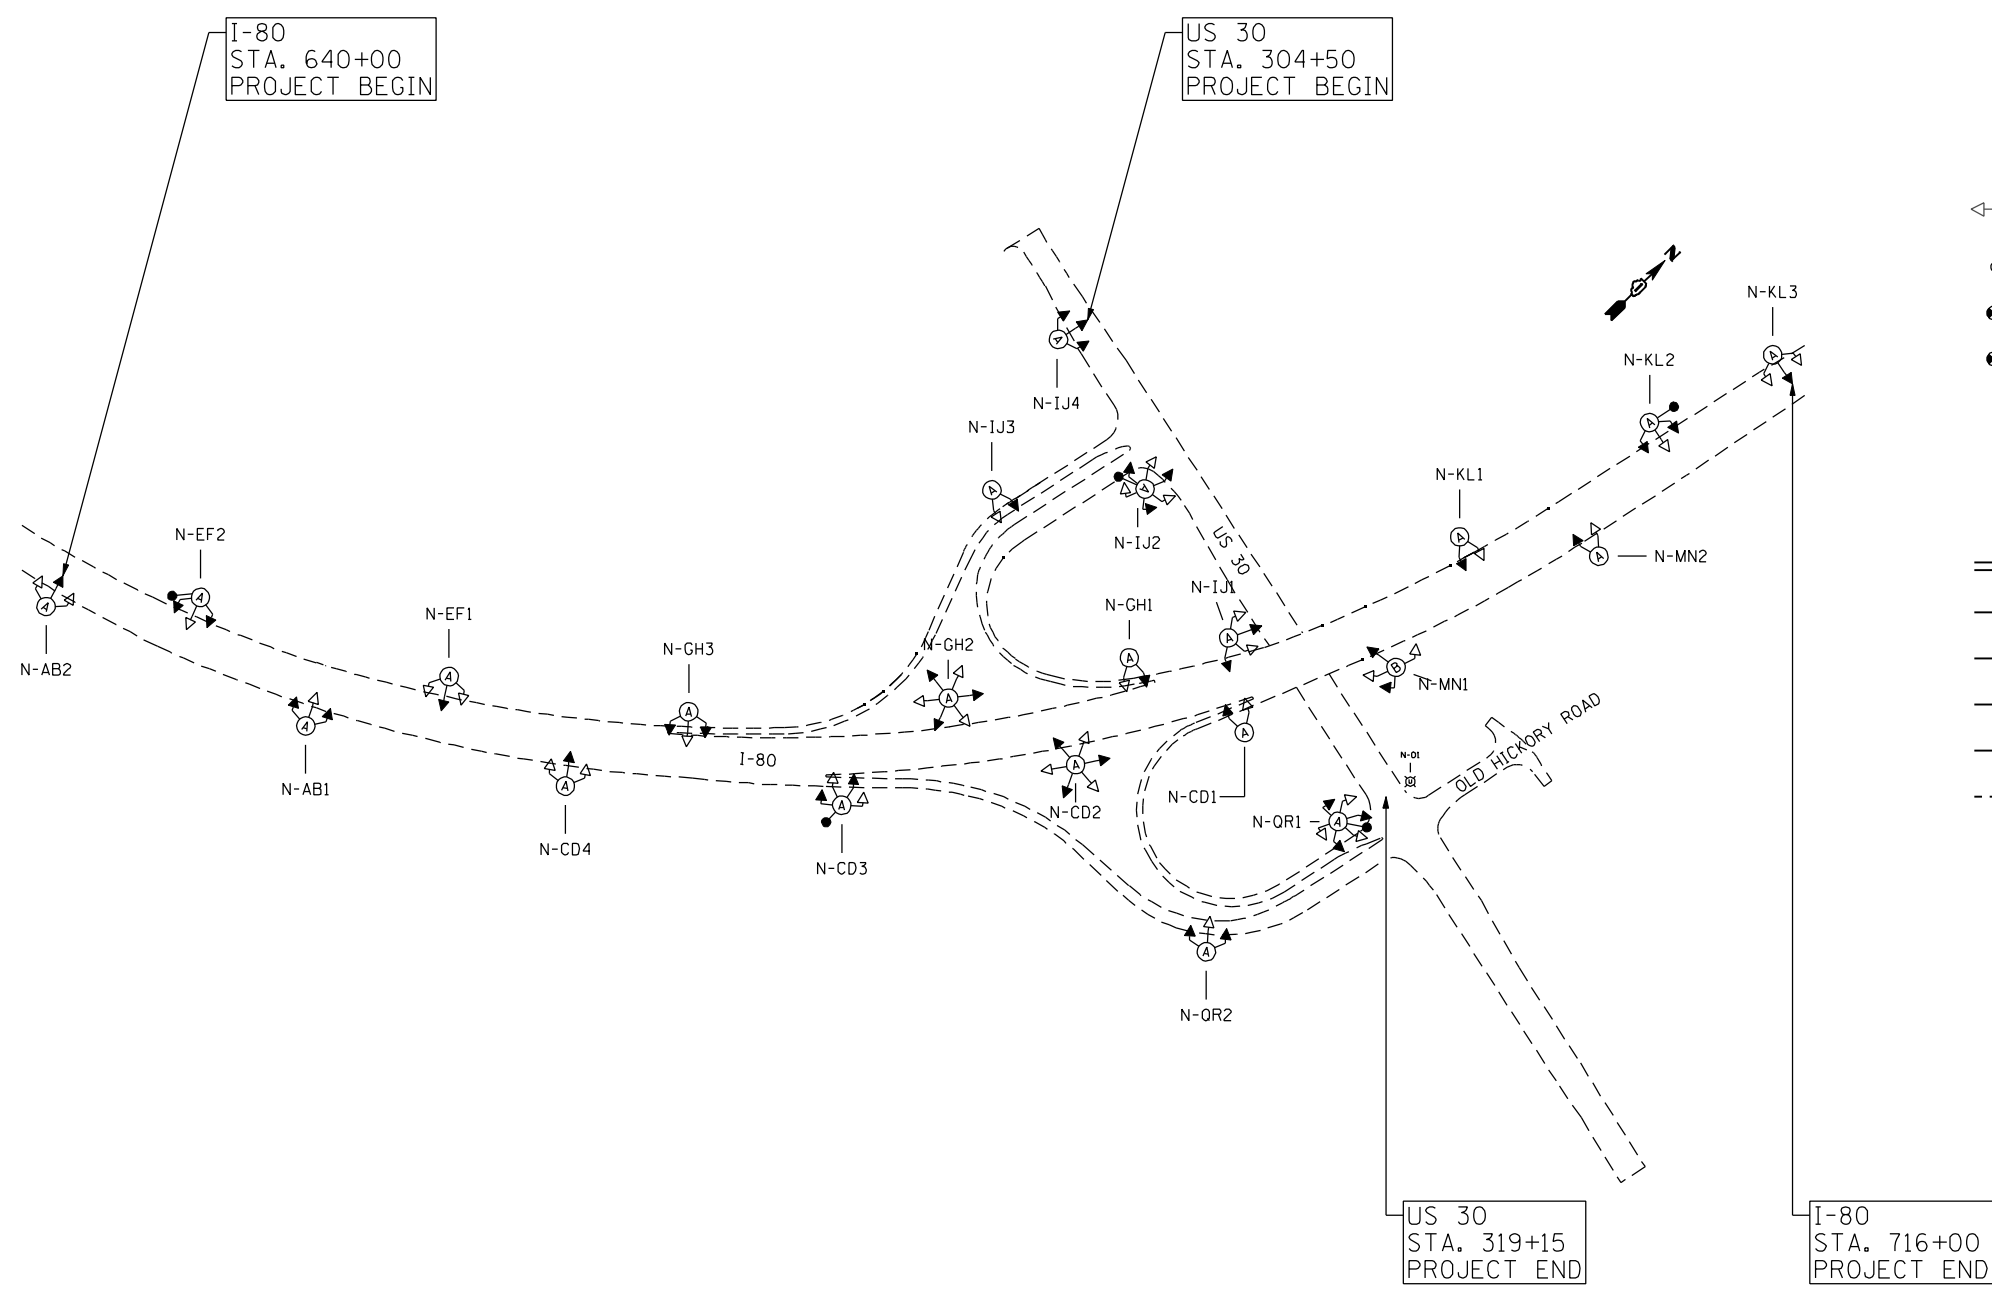 I-80
STA. 640+00
PROJECT BEGIN
US 30
STA. 304+50
PROJECT BEGIN
N
N-KL3
A
N-KL2
A
A
N-IJ4
N-IJ3
A
N-KL1
A
A
N-IJ2
US 30
A
N-MN2
N-EF2
A
A
N-AB2
N-IJ1
A
N-GH1
A
N-EF1
A
N-GH3
A
N-GH2
A
B
N-MN1
A
N-AB1
I-80
A
N-CD4
A
N-CD3
A
N-CD2
A
N-CD1
OLD HICKORY ROAD
N-O1
N-QR1
A
A
N-QR2
US 30
STA. 319+15
PROJECT END
I-80
STA. 716+00
PROJECT END